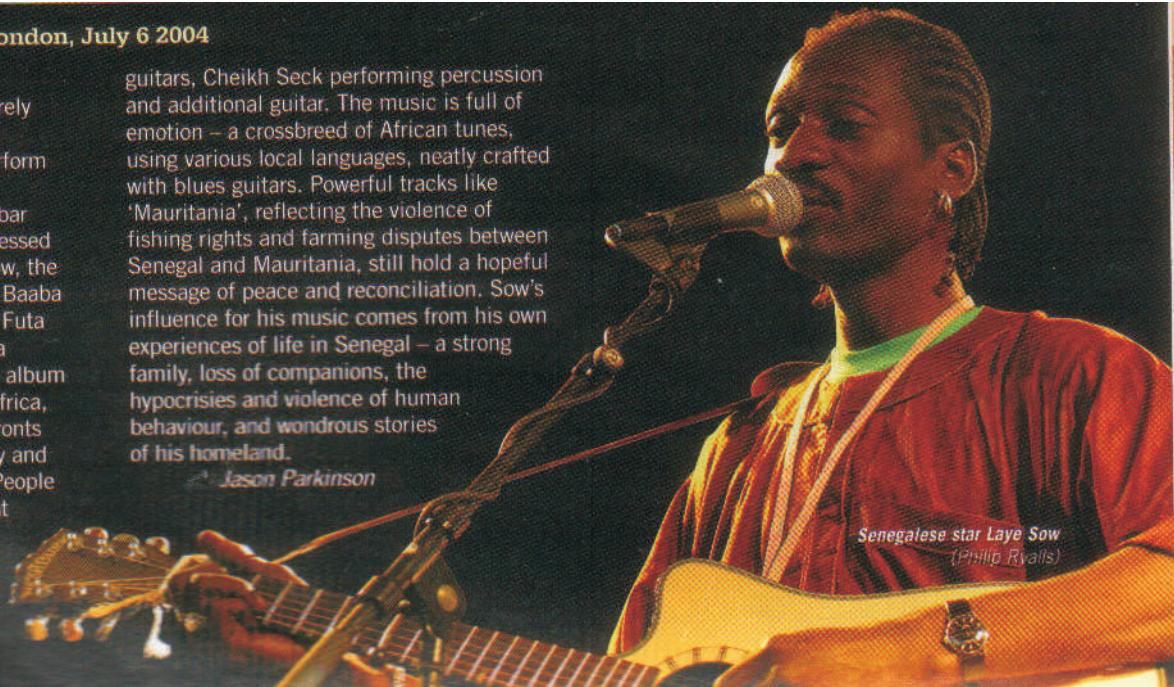 ondon, July 6 2004
rely
form
bar
essed
w, the
Baaba
Futa
a
album
frica,
onts
y and
People
t
guitars, Cheikh Seck performing percussion
and additional guitar. The music is full of
emotion – a crossbreed of African tunes,
using various local languages, neatly crafted
with blues guitars. Powerful tracks like
'Mauritania', reflecting the violence of
fishing rights and farming disputes between
Senegal and Mauritania, still hold a hopeful
message of peace and reconciliation. Sow's
influence for his music comes from his own
experiences of life in Senegal – a strong
family, loss of companions, the
hypocrisies and violence of human
behaviour, and wondrous stories
of his homeland.
Jason Parkinson
Senegalese star Laye Sow
(Philip Ryalls)